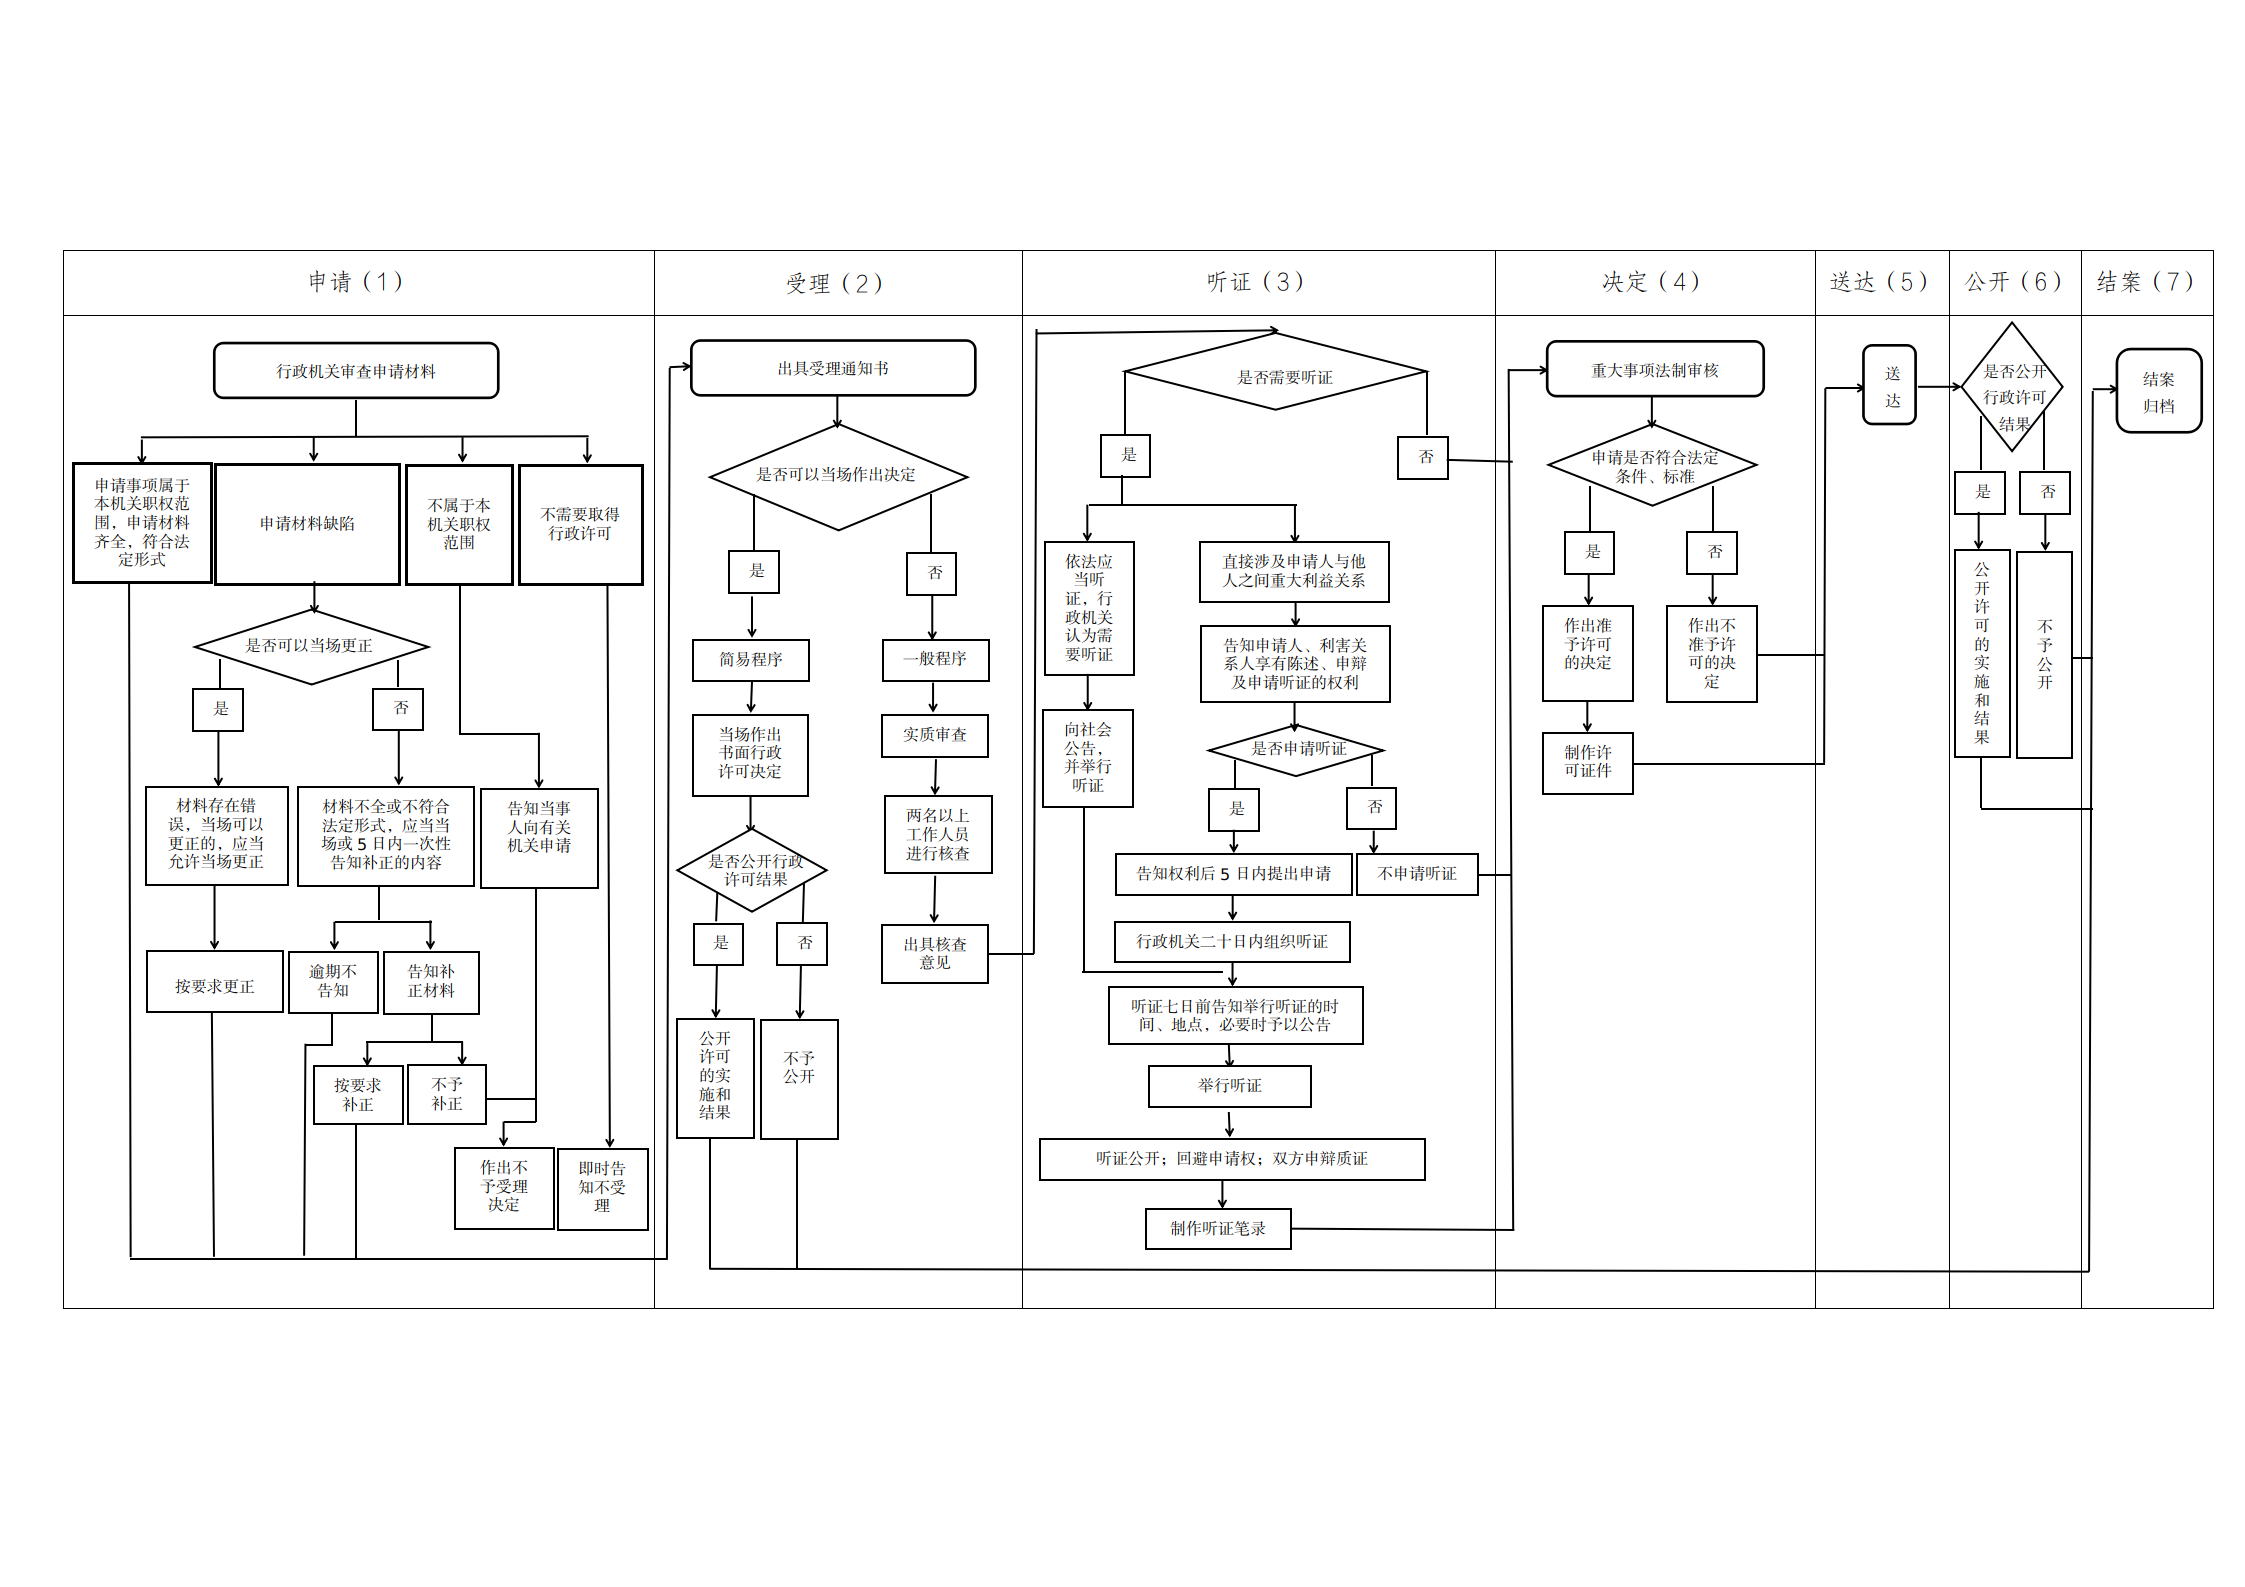 申请（1）
受理（2）
听证（3）
决定（4）
送达（5）
公开（6）
结案（7）
行政机关审查申请材料
申请事项属于
本机关职权范
围，申请材料
齐全，符合法
定形式
申请材料缺陷
不属于本
机关职权
范围
不需要取得
行政许可
是否可以当场更正
是
否
材料存在错
误，当场可以
更正的，应当
允许当场更正
材料不全或不符合
法定形式，应当当
场或5日内一次性
告知补正的内容
告知当事
人向有关
机关申请
按要求更正
逾期不
告知
告知补
正材料
按要求
补正
不予
补正
作出不
予受理
决定
即时告
知不受
理
出具受理通知书
是否可以当场作出决定
是
否
简易程序
一般程序
当场作出
书面行政
许可决定
实质审查
两名以上
工作人员
进行核查
是否公开行政
许可结果
是
否
出具核查
意见
公开
许可
的实
施和
结果
不予
公开
是否需要听证
是
否
依法应
当听
证，行
政机关
认为需
要听证
直接涉及申请人与他
人之间重大利益关系
告知申请人、利害关
系人享有陈述、申辩
及申请听证的权利
向社会
公告，
并举行
听证
是否申请听证
是
否
告知权利后5日内提出申请
不申请听证
行政机关二十日内组织听证
听证七日前告知举行听证的时
间、地点，必要时予以公告
举行听证
听证公开；回避申请权；双方申辩质证
制作听证笔录
重大事项法制审核
申请是否符合法定
条件、标准
是
否
作出准
予许可
的决定
作出不
准予许
可的决
定
制作许
可证件
送
达
是否公开
行政许可
结果
是
否
公
开
许
可
的
实
施
和
结
果
不
予
公
开
结案
归档